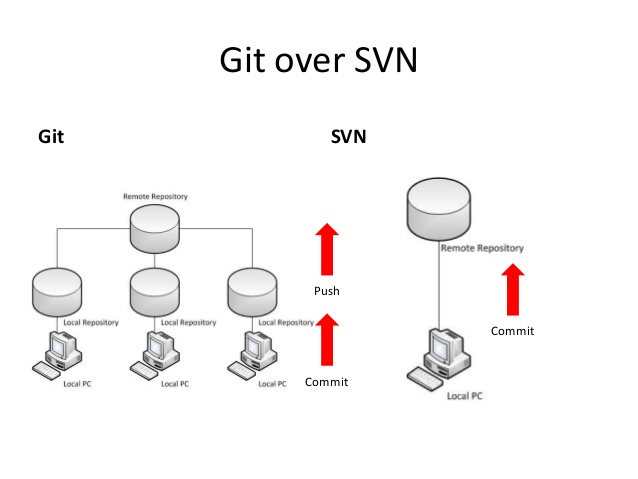 Git over SVN
Git
Remote Repository
Local Repository
Local Repository
Local Repository
Local PC
Local PC
Local PC
Push
Commit
SVN
Remote Repository
Commit
Local PC